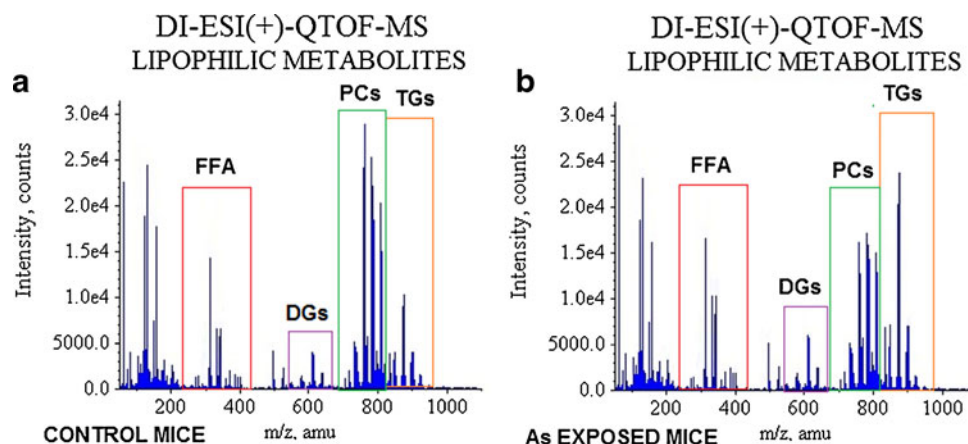 DI-ESI(+)-QTOF-MS
LIPOPHILIC METABOLITES
a
PCs
TGs
FFA
DGs
Intensity, counts
3.0e4
2.5e4
2.0e4
1.5e4
1.0e4
5000.0
0.0
200 400 600 800 1000
m/z, amu
CONTROL MICE
DI-ESI(+)-QTOF-MS
LIPOPHILIC METABOLITES
b
TGs
PCs
FFA
DGs
Intensity, counts
3.0e4
2.5e4
2.0e4
1.5e4
1.0e4
5000.0
0.0
200 400 600 800 1000
m/z, amu
As EXPOSED MICE